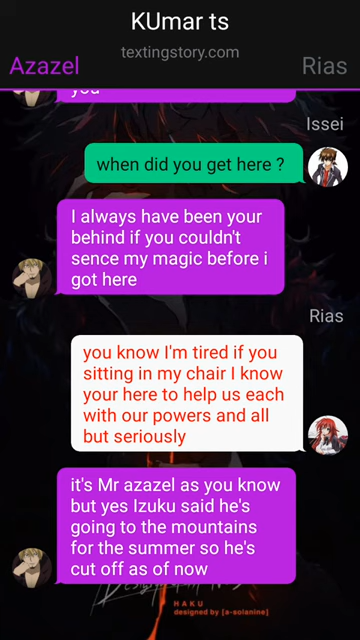 KUmar ts
textingstory.com
Azazel
Rias
you
Issei
when did you get here ?
I always have been your
behind if you couldn't
sence my magic before i
got here
Rias
you know I'm tired if you
sitting in my chair I know
your here to help us each
with our powers and all
but seriously
it's Mr azazel as you know
but yes Izuku said he's
going to the mountains
for the summer so he's
cut off as of now
HAKU
designed by [a-solanine]